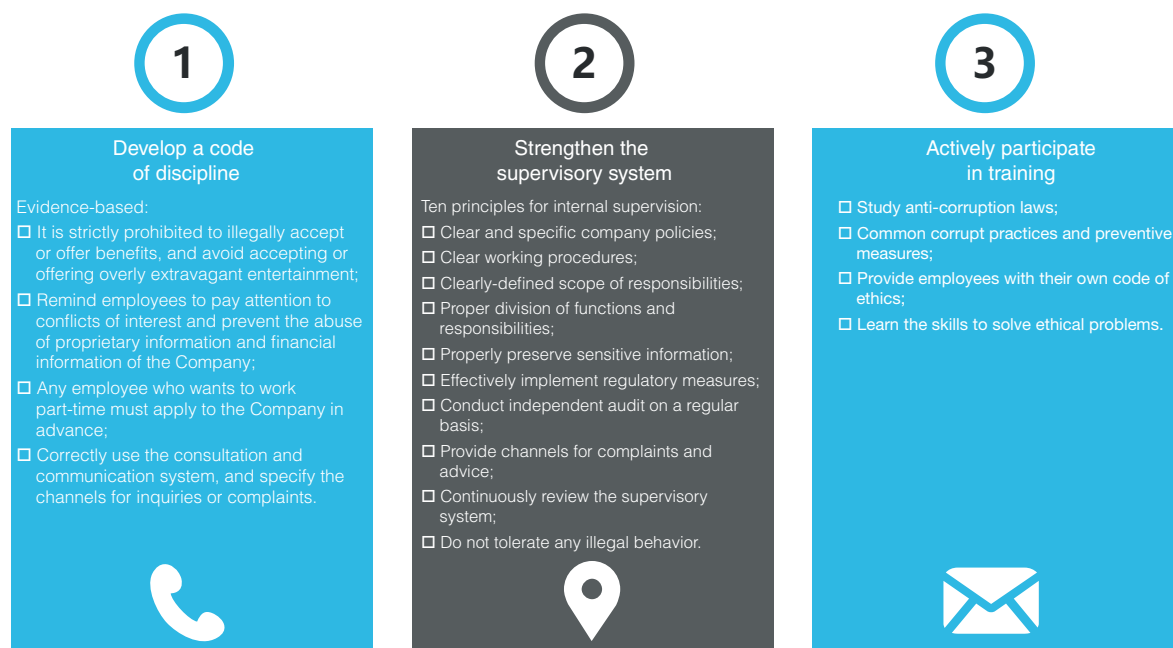 1
Develop a code
of discipline
Evidence-based:
□ It is strictly prohibited to illegally accept
or offer benefits, and avoid accepting or
offering overly extravagant entertainment;
□ Remind employees to pay attention to
conflicts of interest and prevent the abuse
of proprietary information and financial
information of the Company;
□ Any employee who wants to work
part-time must apply to the Company in
advance;
□ Correctly use the consultation and
communication system, and specify the
channels for inquiries or complaints.
2
Strengthen the
supervisory system
Ten principles for internal supervision:
□ Clear and specific company policies;
□ Clear working procedures;
□ Clearly-defined scope of responsibilities;
□ Proper division of functions and
responsibilities;
□ Properly preserve sensitive information;
□ Effectively implement regulatory measures;
□ Conduct independent audit on a regular
basis;
□ Provide channels for complaints and
advice;
□ Continuously review the supervisory
system;
□ Do not tolerate any illegal behavior.
3
Actively participate
in training
□ Study anti-corruption laws;
□ Common corrupt practices and preventive
measures;
□ Provide employees with their own code of
ethics;
□ Learn the skills to solve ethical problems.